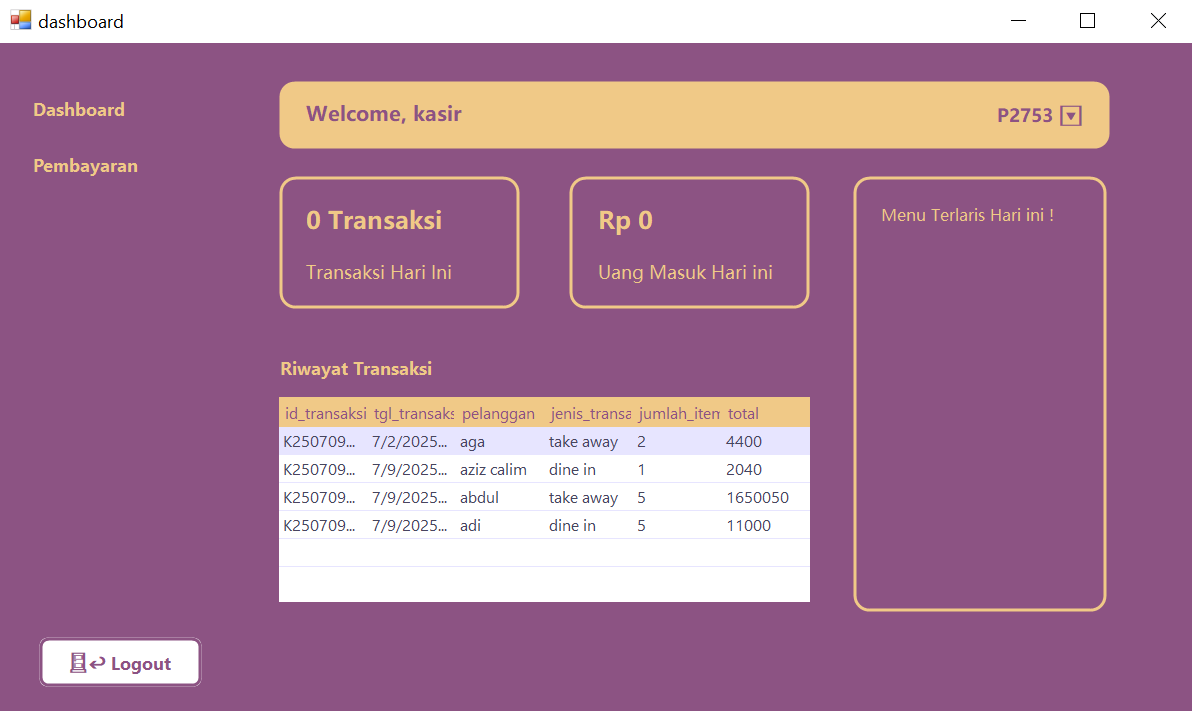 dashboard
Dashboard
Pembayaran
Welcome, kasir
P2753
0 Transaksi
Transaksi Hari Ini
Rp 0
Uang Masuk Hari ini
Menu Terlaris Hari ini !
Riwayat Transaksi
id_transaksi tgl_transaks pelanggan jenis_transa jumlah_item total
K250709... 7/2/2025... aga take away 2 4400
K250709... 7/9/2025... aziz calim dine in 1 2040
K250709... 7/9/2025... abdul take away 5 1650050
K250709... 7/9/2025... adi dine in 5 11000
Logout